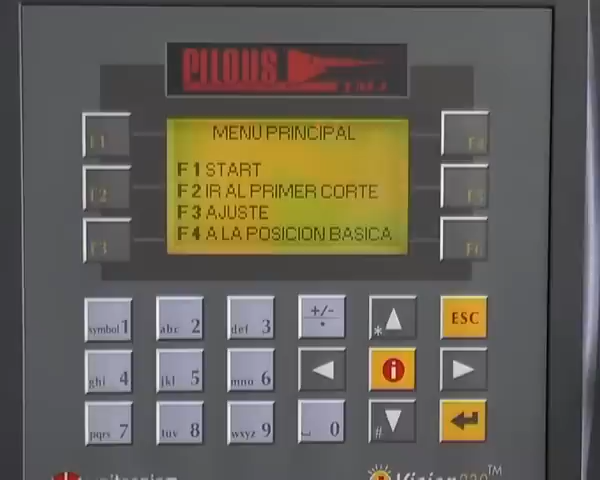 PILOUS
TMJ
MENU PRINCIPAL
F1 START
F2 IR AL PRIMER CORTE
F3 AJUSTE
F4 A LA POSICION BASICA
F1
F2
F3
F4
F5
F6
symbol 1
abc 2
def 3
+/-
.
*
ESC
ghi 4
jkl 5
mno 6
i
pqrs 7
tuv 8
wxyz 9
0
#
Vision230™